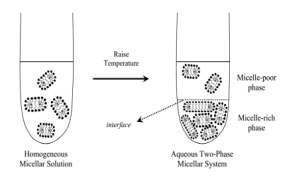 Raise
Temperature
Micelle-poor
phase
Micelle-rich
phase
interface
Homogeneous
Micellar Solution
Aqueous Two-Phase
Micellar System